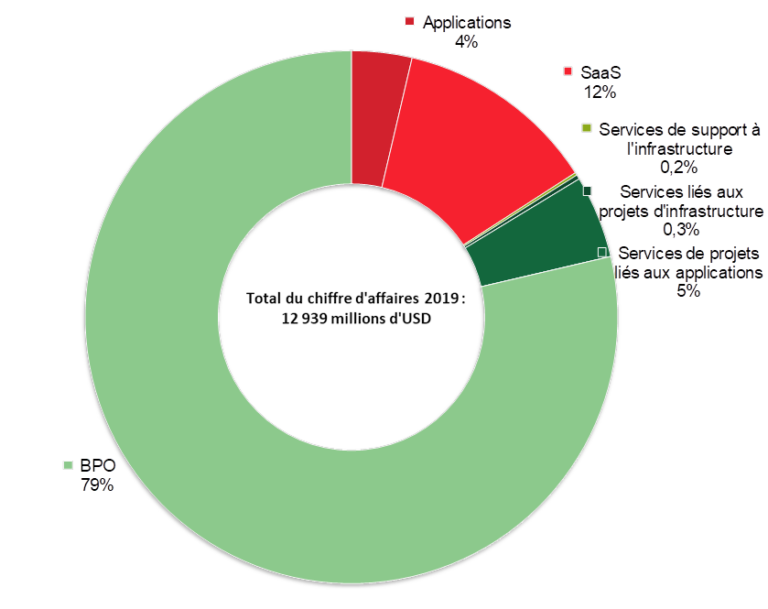 Applications
4%
SaaS
12%
Services de support à
l'infrastructure
0,2%
Services liés aux
projets d'infrastructure
0,3%
Services de projets
liés aux applications
5%
Total du chiffre d'affaires 2019 :
12 939 millions d'USD
BPO
79%